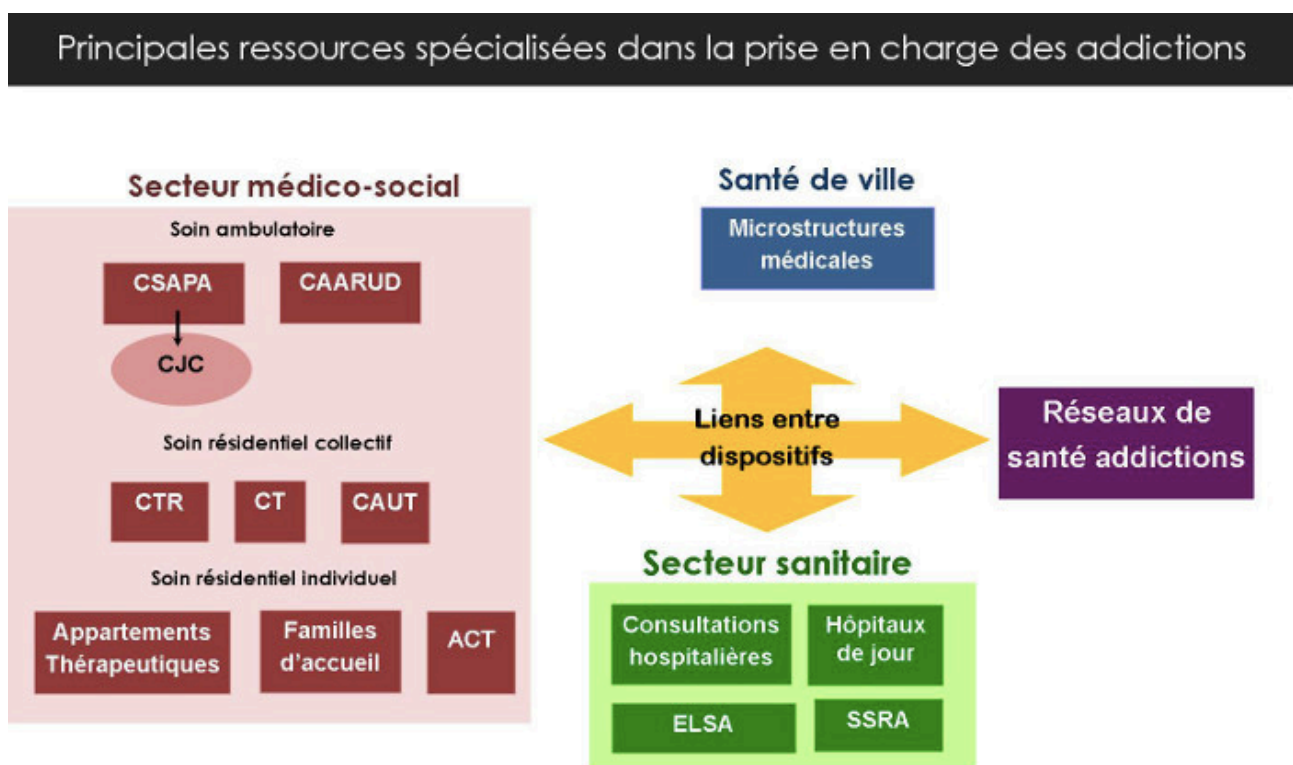 Principales ressources spécialisées dans la prise en charge des addictions
Secteur médico-social
Soin ambulatoire
CSAPA
CAARUD
CJC
Soin résidentiel collectif
CTR
CT
CAUT
Soin résidentiel individuel
Appartements
Thérapeutiques
Familles
d'accueil
ACT
Santé de ville
Microstructures
médicales
Liens entre
dispositifs
Réseaux de
santé addictions
Secteur sanitaire
Consultations
hospitalières
Hôpitaux
de jour
ELSA
SSRA